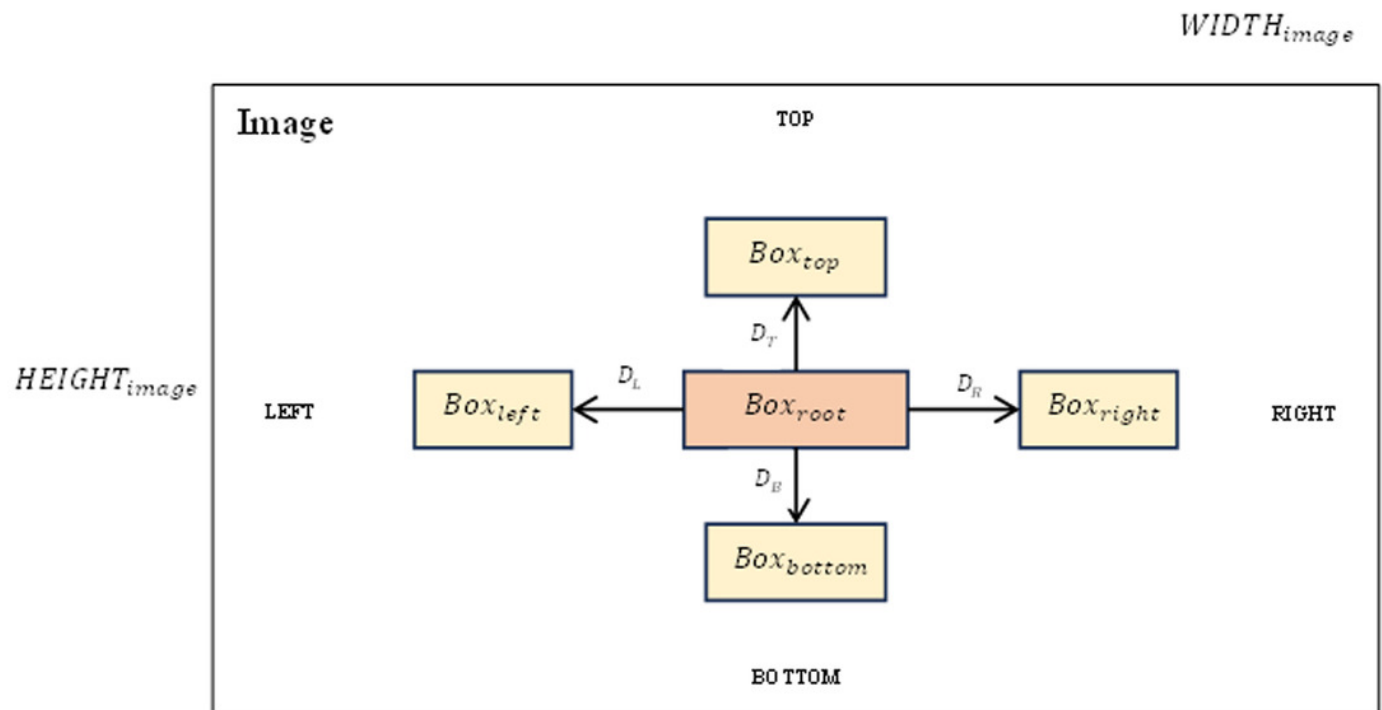 WIDTH_image
Image
TOP
Box_top
D_T
HEIGHT_image
LEFT
Box_left
D_L
Box_root
D_R
Box_right
RIGHT
D_B
Box_bottom
BOTTOM